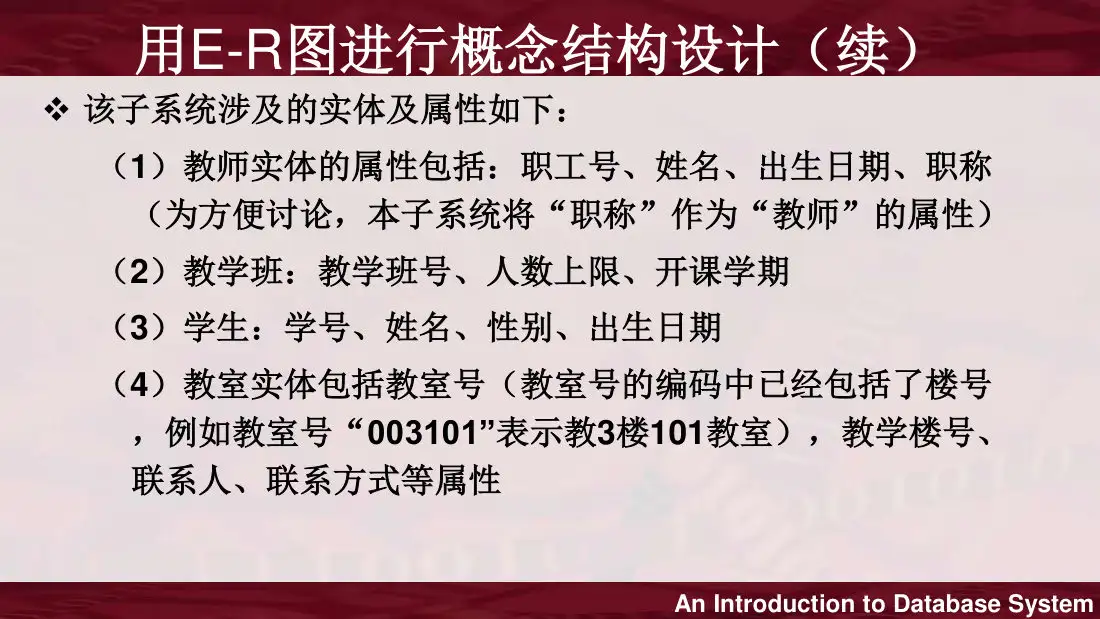 用E-R图进行概念结构设计（续）
❖ 该子系统涉及的实体及属性如下：
（1）教师实体的属性包括：职工号、姓名、出生日期、职称
（为方便讨论，本子系统将“职称”作为“教师”的属性）
（2）教学班：教学班号、人数上限、开课学期
（3）学生：学号、姓名、性别、出生日期
（4）教室实体包括教室号（教室号的编码中已经包括了楼号
，例如教室号“003101”表示教3楼101教室），教学楼号、
联系人、联系方式等属性
An Introduction to Database System